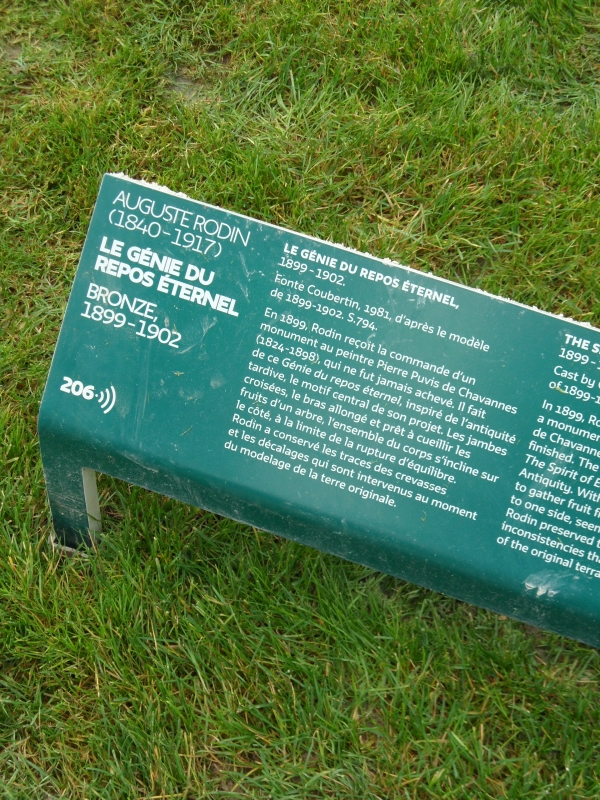 AUGUSTE RODIN
(1840-1917)
LE GÉNIE DU
REPOS ÉTERNEL
BRONZE,
1899-1902
206
LE GÉNIE DU REPOS ÉTERNEL,
1899-1902.
Fonte Coubertin, 1981, d'après le modèle
de 1899-1902. S.794.
En 1899, Rodin reçoit la commande d'un
monument au peintre Pierre Puvis de Chavannes
(1824-1898), qui ne fut jamais achevé. Il fait
de ce Génie du repos éternel, inspiré de l'antiquité
tardive, le motif central de son projet. Les jambes
croisées, le bras allongé et prêt à cueillir les
fruits d'un arbre, l'ensemble du corps s'incline sur
le côté, à la limite de la rupture d'équilibre.
Rodin a conservé les traces des crevasses
et les décalages qui sont intervenus au moment
du modelage de la terre originale.
THE S
1899-
Cast by
of 1899-1
In 1899, Ro
a monumen
de Chavanne
finished. The
The Spirit of E
Antiquity. With
to gather fruit f
to one side, seem
Rodin preserved t
inconsistencies tha
of the original terra